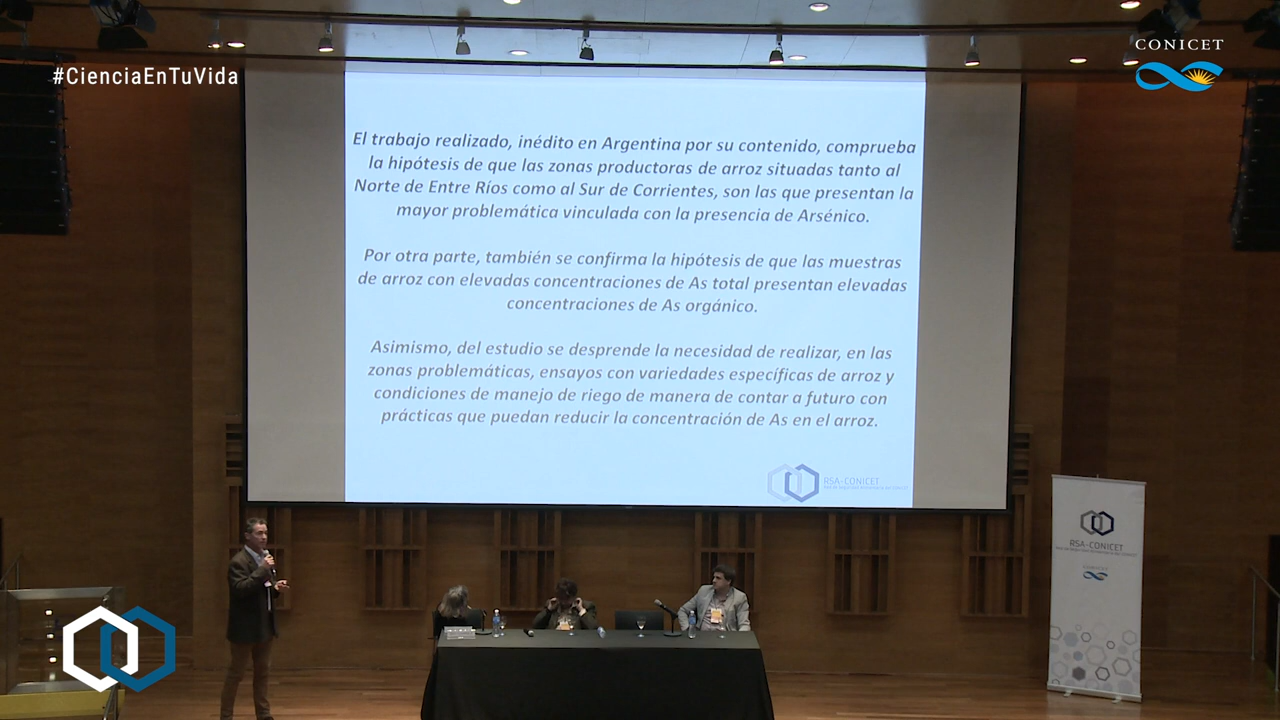 #CienciaEnTuVida
CONICET
El trabajo realizado, inédito en Argentina por su contenido, comprueba
la hipótesis de que las zonas productoras de arroz situadas tanto al
Norte de Entre Ríos como al Sur de Corrientes, son las que presentan la
mayor problemática vinculada con la presencia de Arsénico.
Por otra parte, también se confirma la hipótesis de que las muestras
de arroz con elevadas concentraciones de As total presentan elevadas
concentraciones de As orgánico.
Asimismo, del estudio se desprende la necesidad de realizar, en las
zonas problemáticas, ensayos con variedades específicas de arroz y
condiciones de manejo de riego de manera de contar a futuro con
prácticas que puedan reducir la concentración de As en el arroz.
RSA-CONICET
RSA-CONICET
CONICET